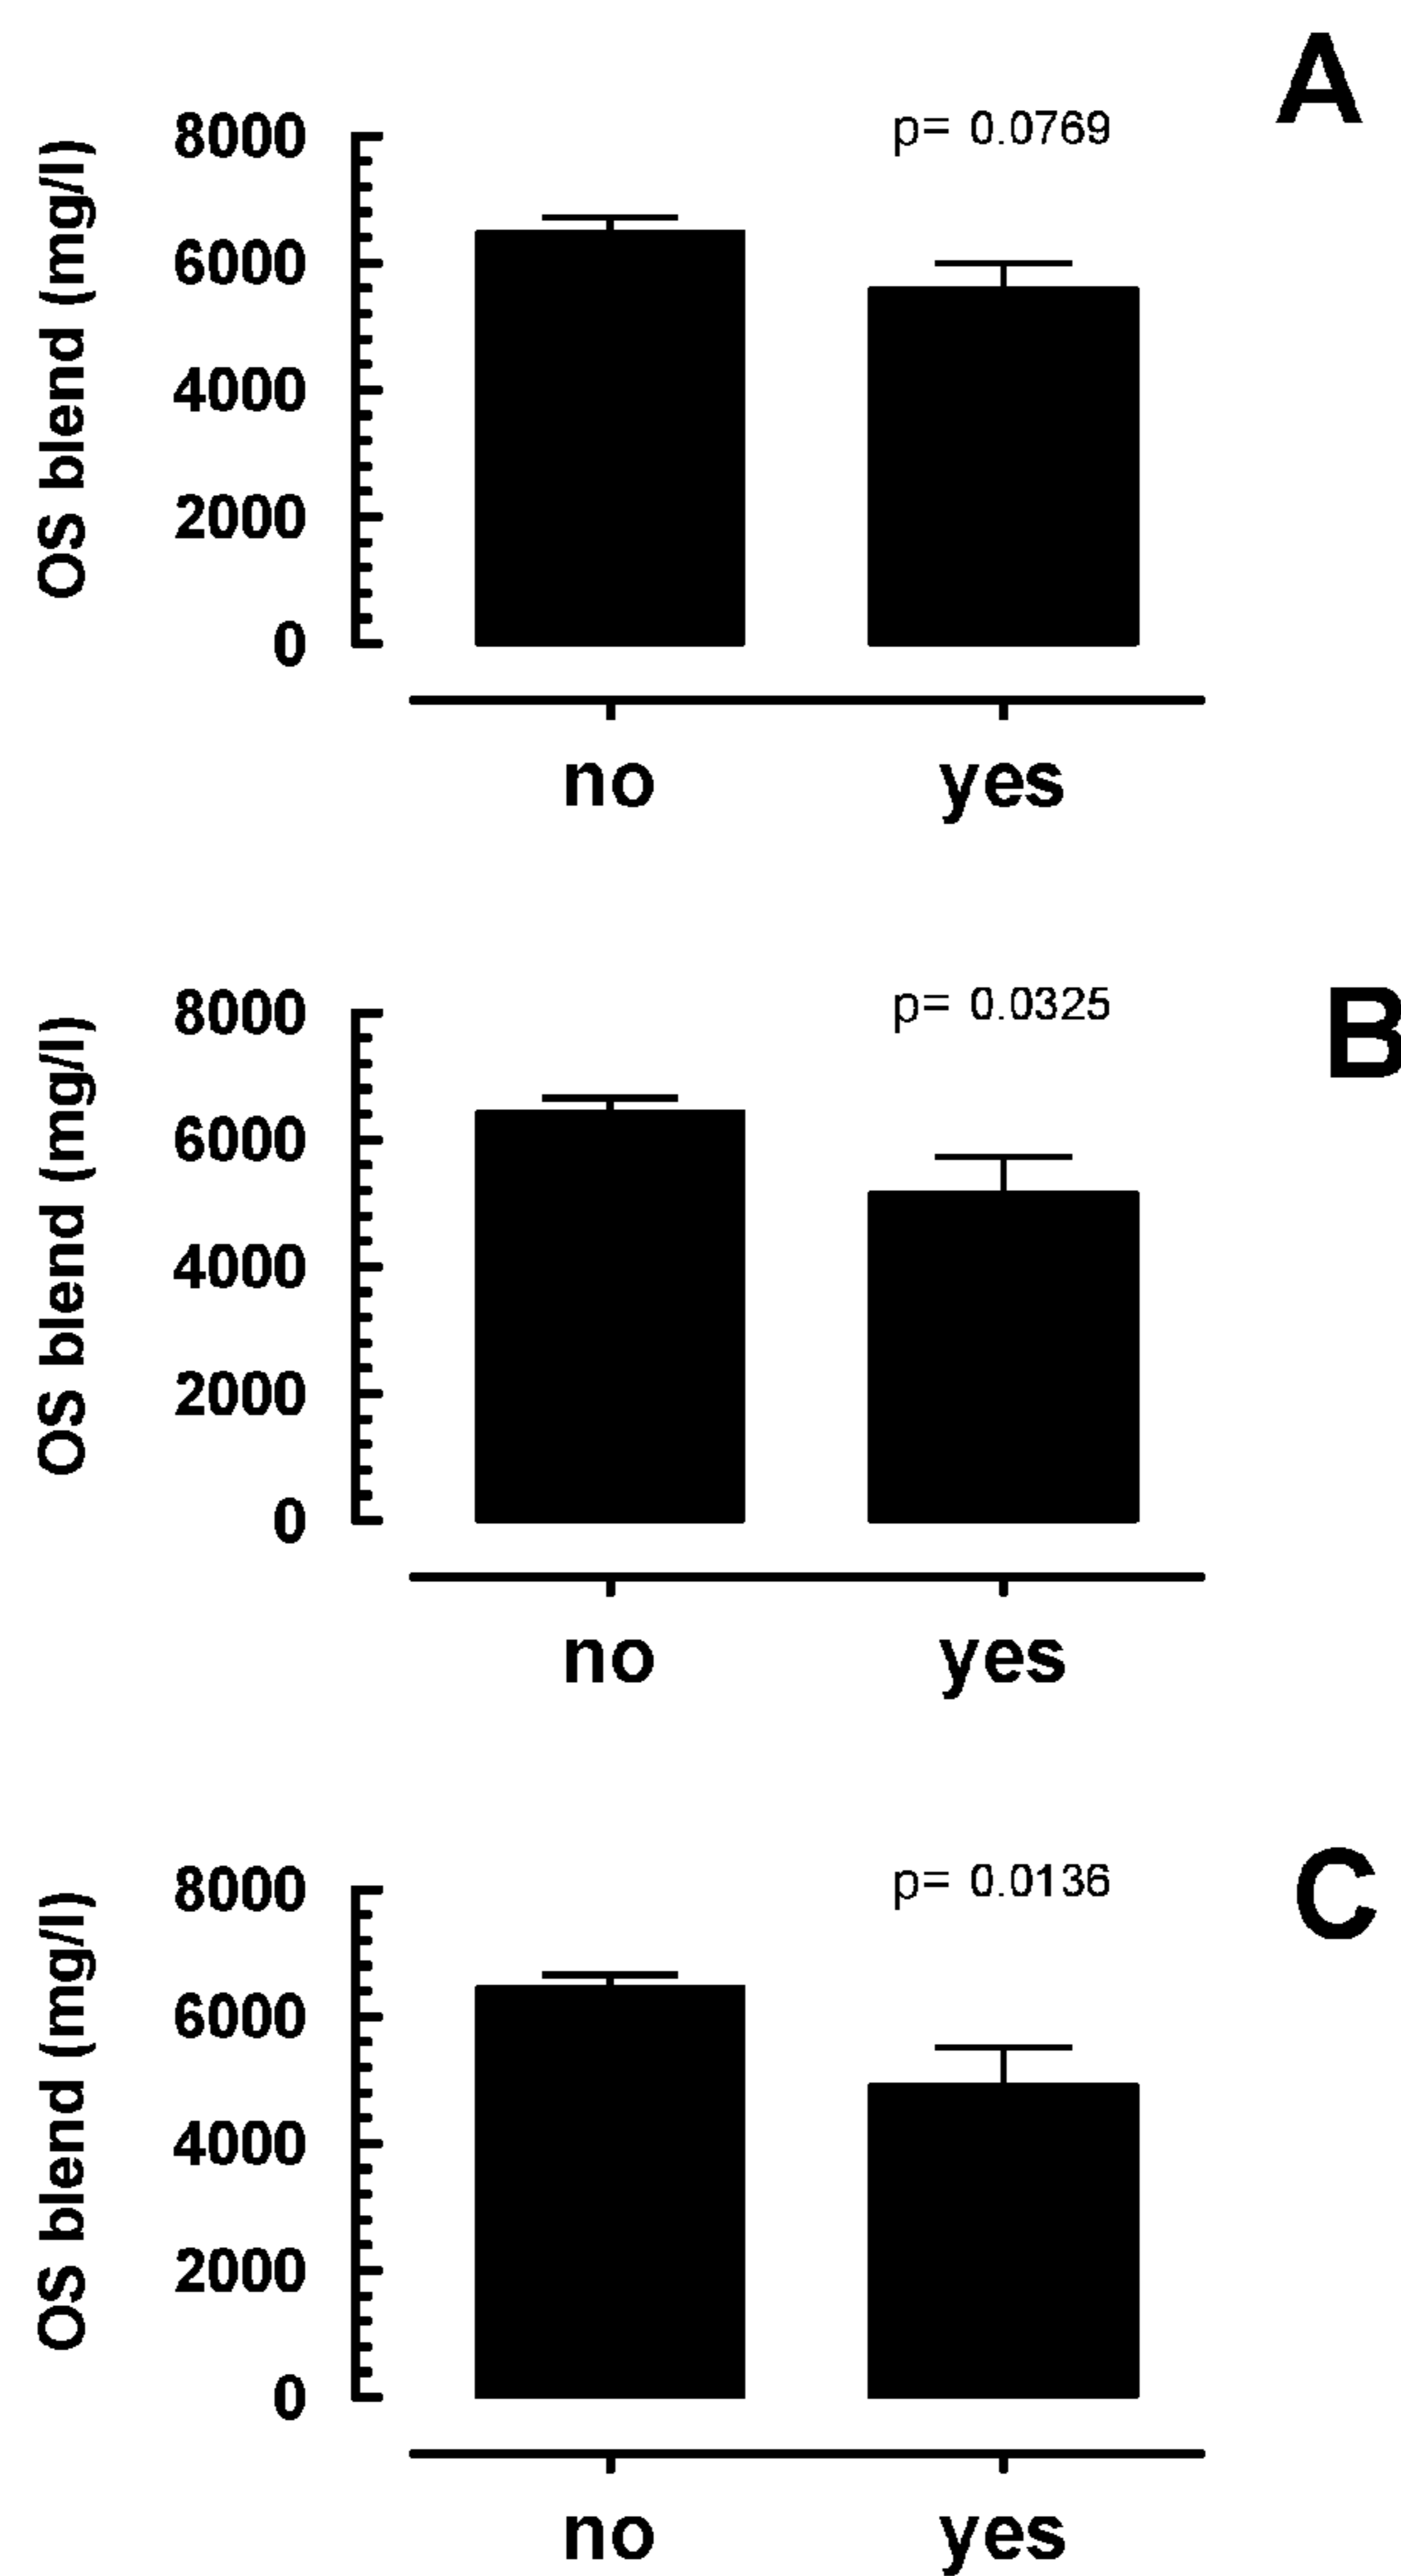 A
p= 0.0769
OS blend (mg/l)
8000
6000
4000
2000
0
no yes
B
p= 0.0325
OS blend (mg/l)
8000
6000
4000
2000
0
no yes
C
p= 0.0136
OS blend (mg/l)
8000
6000
4000
2000
0
no yes